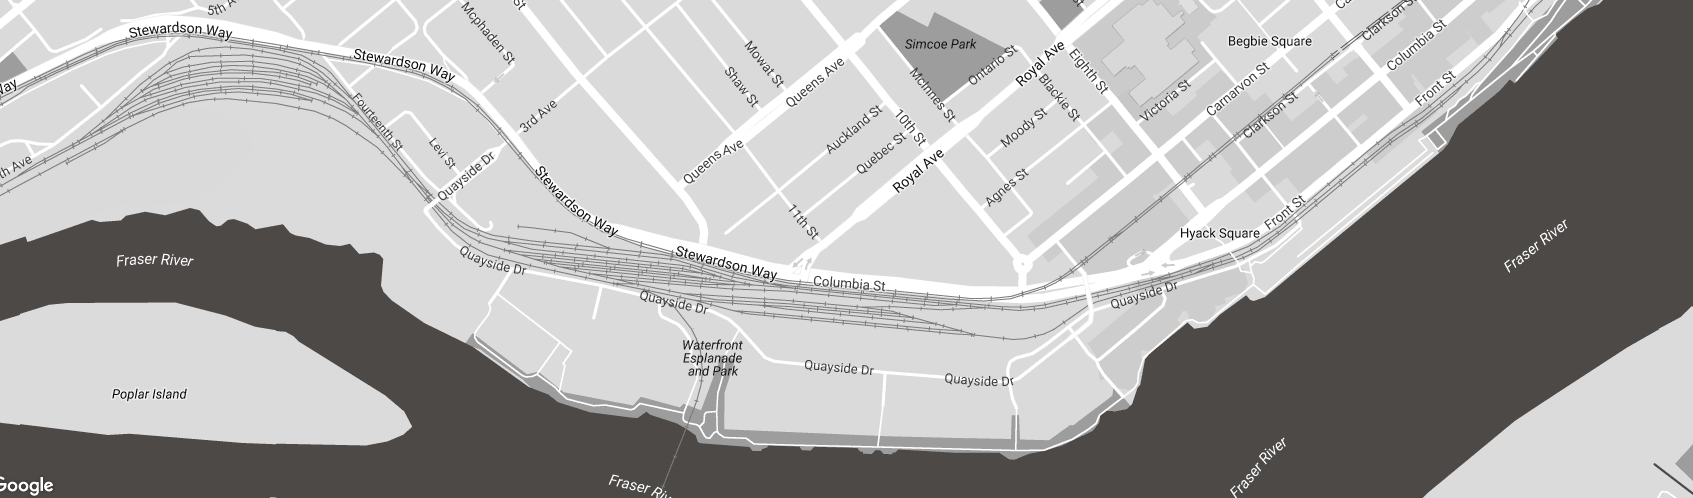 5th A
Stewardson Way
Mcphaden St
St
Simcoe Park
St
Clarkson St
Begbie Square
Columbia St
Stewardson Way
Mowat St
Queens Ave
Ontario St
Royal Ave
Eighth St
Way
Shaw St
McInnes St
Blackie St
Victoria St
Carnarvon St
Front St
Fourteenth St
3rd Ave
Auckland St
10th St
Moody St
Clarkson St
Levi St
Queens Ave
Quebec St
th Ave
Quayside Dr
Royal Ave
Agnes St
Stewardson Way
11th St
Front St
Hyack Square
Fraser River
Fraser River
Quayside Dr
Stewardson Way
Columbia St
Quayside Dr
Quayside Dr
Waterfront
Esplanade
and Park
Quayside Dr
Quayside Dr
Poplar Island
Fraser River
Google
Fraser Riv